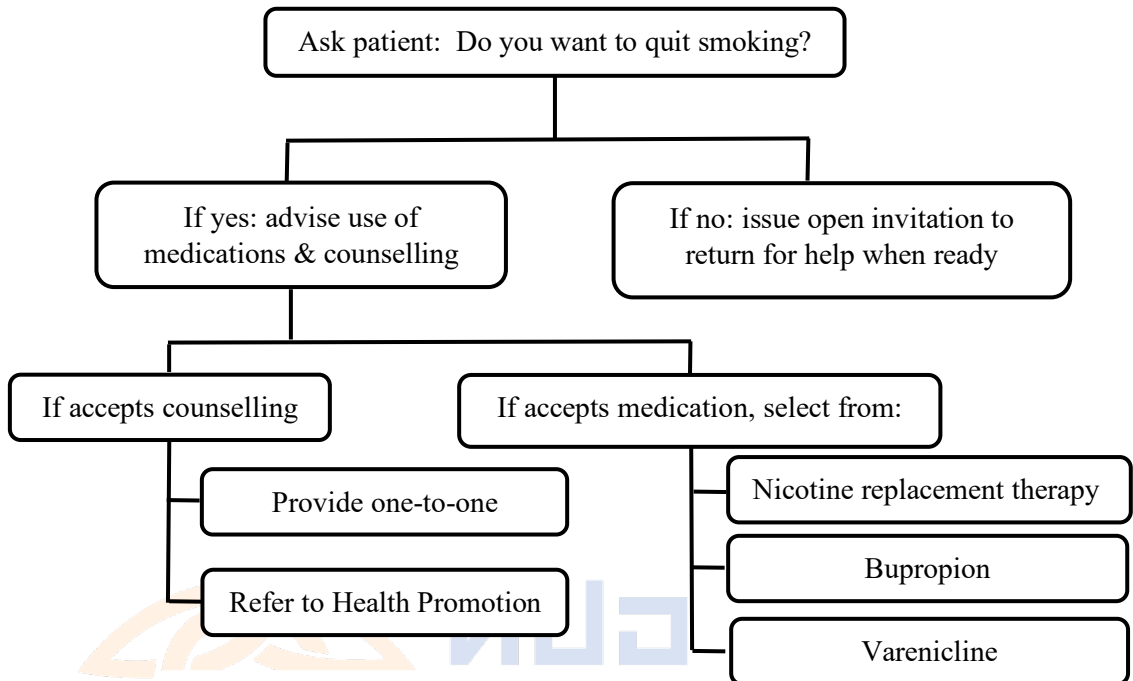 Ask patient: Do you want to quit smoking?
If yes: advise use of
medications & counselling
If no: issue open invitation to
return for help when ready
If accepts counselling
If accepts medication, select from:
Provide one-to-one
Refer to Health Promotion
Nicotine replacement therapy
Bupropion
Varenicline